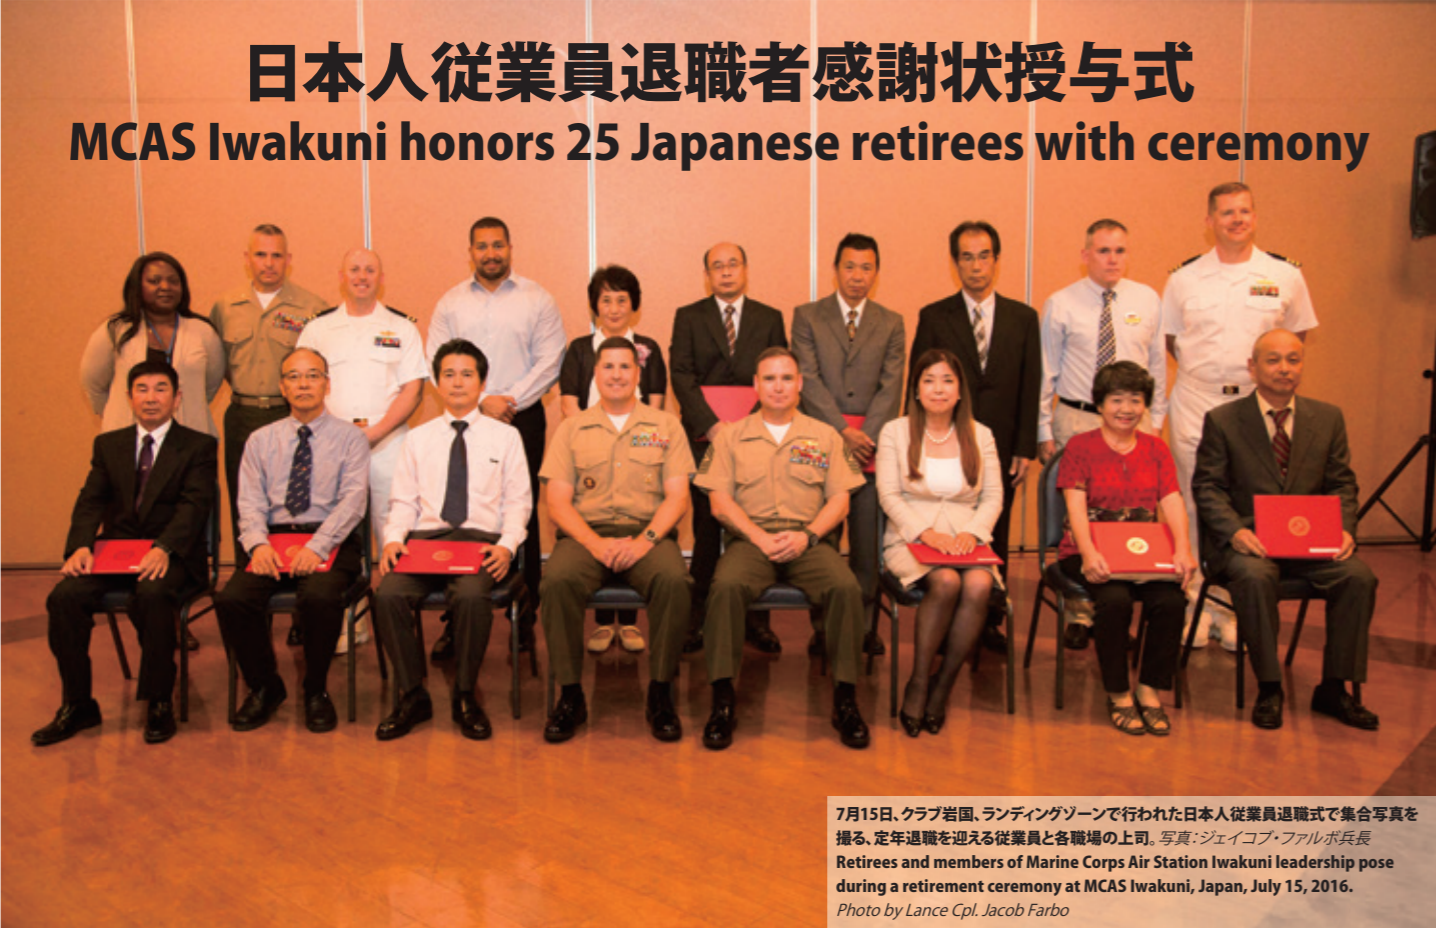 日本人従業員退職者感謝状授与式
MCAS Iwakuni honors 25 Japanese retirees with ceremony
7月15日、クラブ岩国、ランディングゾーンで行われた日本人従業員退職式で集合写真を
撮る、定年退職を迎える従業員と各職場の上司。写真：ジェイコブ・ファルボ兵長
Retirees and members of Marine Corps Air Station Iwakuni leadership pose
during a retirement ceremony at MCAS Iwakuni, Japan, July 15, 2016.
Photo by Lance Cpl. Jacob Farbo